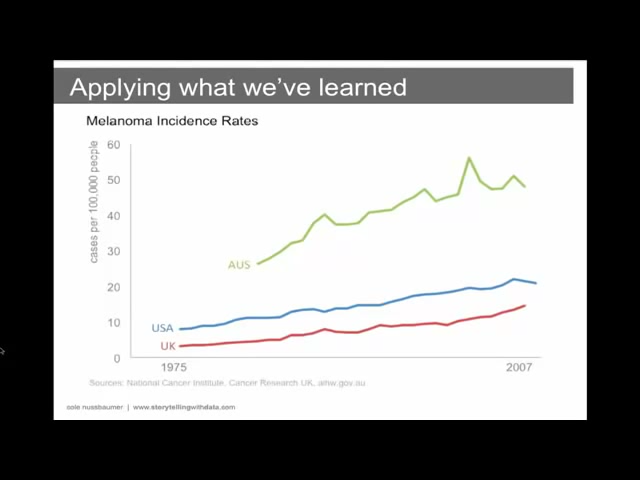 Applying what we've learned
Melanoma Incidence Rates
cases per 100,000 people
60
50
40
30
20
10
0
AUS
USA
UK
1975
2007
Sources: National Cancer Institute, Cancer Research UK, aihw.gov.au
cole nussbaumer | www.storytellingwithdata.com